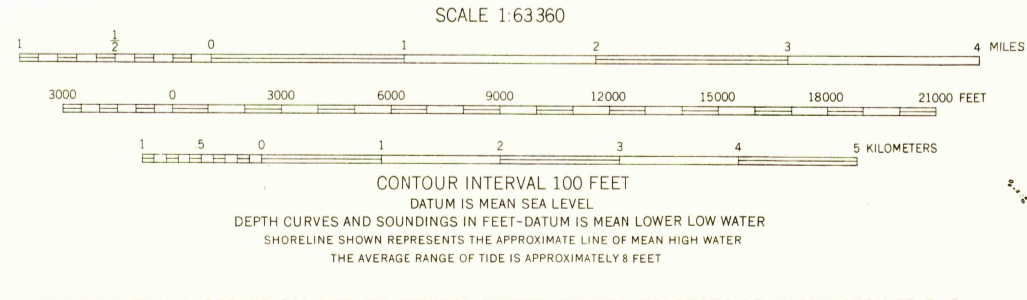 SCALE 1:63 360
1 1/2 0 1 2 3 4 MILES
3000 0 3000 6000 9000 12000 15000 18000 21000 FEET
1 .5 0 1 2 3 4 5 KILOMETERS
CONTOUR INTERVAL 100 FEET
DATUM IS MEAN SEA LEVEL
DEPTH CURVES AND SOUNDINGS IN FEET-DATUM IS MEAN LOWER LOW WATER
SHORELINE SHOWN REPRESENTS THE APPROXIMATE LINE OF MEAN HIGH WATER
THE AVERAGE RANGE OF TIDE IS APPROXIMATELY 8 FEET